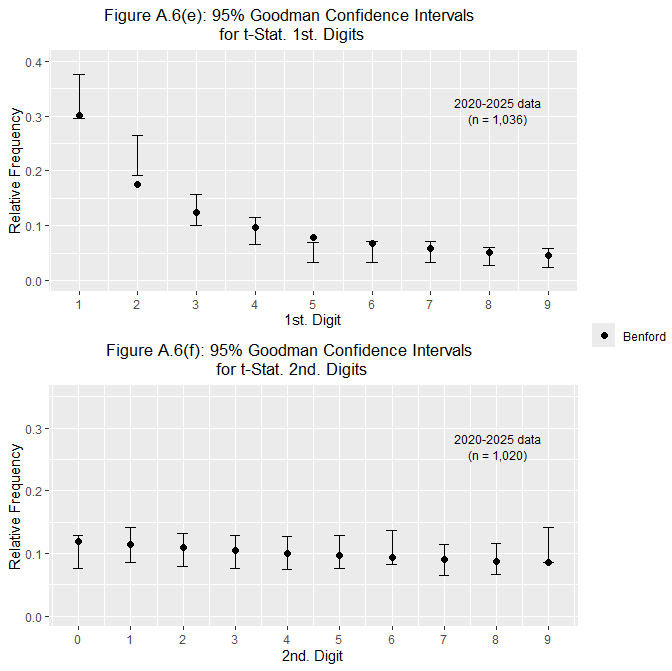 Figure A.6(e): 95% Goodman Confidence Intervals
for t-Stat. 1st. Digits
Relative Frequency
0.4
0.3
0.2
0.1
0.0
2020-2025 data
(n = 1,036)
1 2 3 4 5 6 7 8 9
1st. Digit
Benford
Figure A.6(f): 95% Goodman Confidence Intervals
for t-Stat. 2nd. Digits
Relative Frequency
0.3
0.2
0.1
0.0
2020-2025 data
(n = 1,020)
0 1 2 3 4 5 6 7 8 9
2nd. Digit